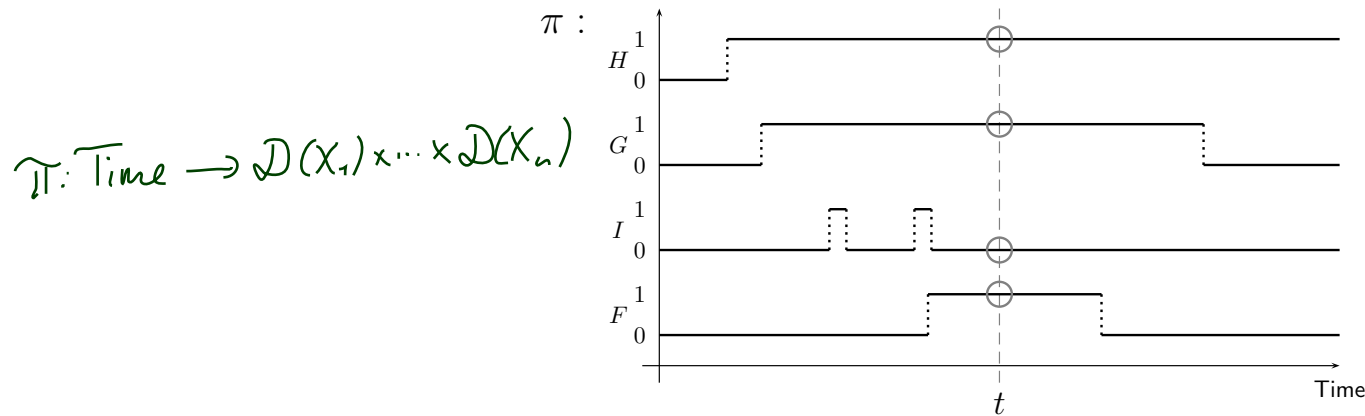 π :
1
H
0
1
G
0
π: Time → D(X₁) × ⋯ × D(Xₙ)
1
I
0
1
F
0
Time
t